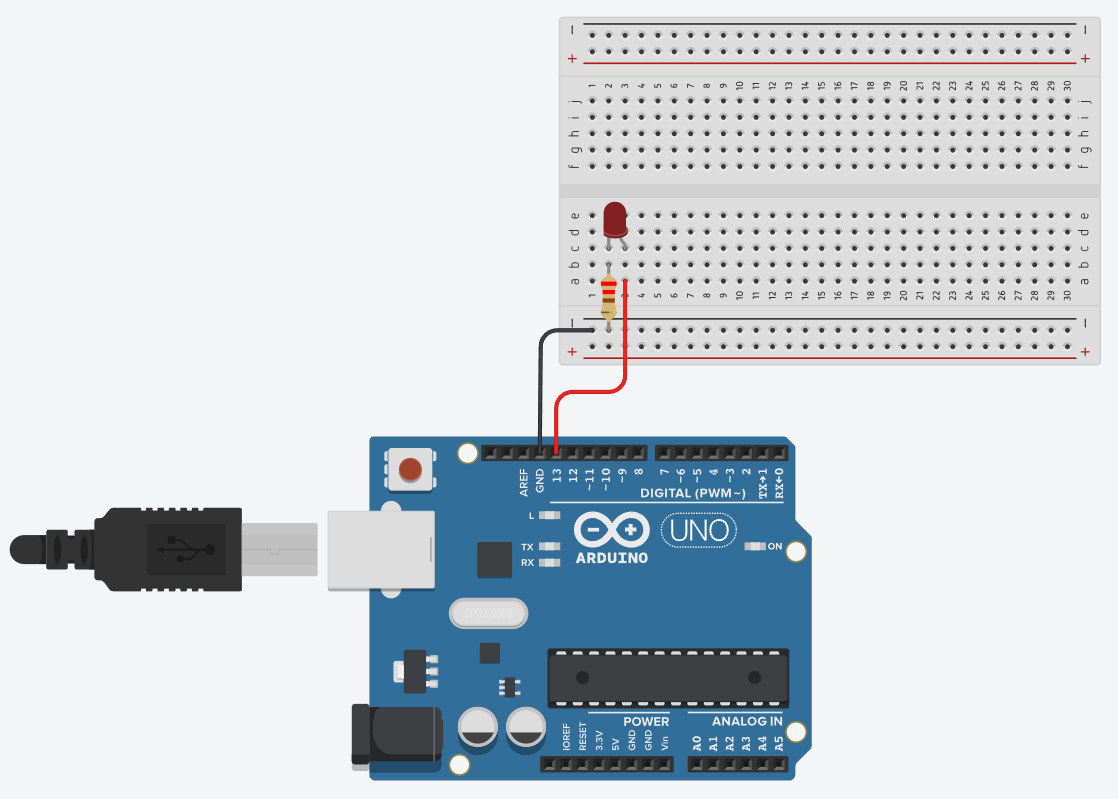 - -
+ +
1 2 3 4 5 6 7 8 9 10 11 12 13 14 15 16 17 18 19 20 21 22 23 24 25 26 27 28 29 30
j j
i i
h h
g g
f f
e e
d d
c c
b b
a a
1 4 5 6 7 8 9 10 11 12 13 14 15 16 17 18 19 20 21 22 23 24 25 26 27 28 29 30
- -
+ +
AREF GND 13 12 ~11 ~10 ~9 8 7 ~6 ~5 4 ~3 2 TX→1 RX←0
DIGITAL (PWM~)
L
UNO
TX
RX
ARDUINO
ON
IOREF RESET 3.3V 5V GND GND Vin A0 A1 A2 A3 A4 A5
POWER ANALOG IN